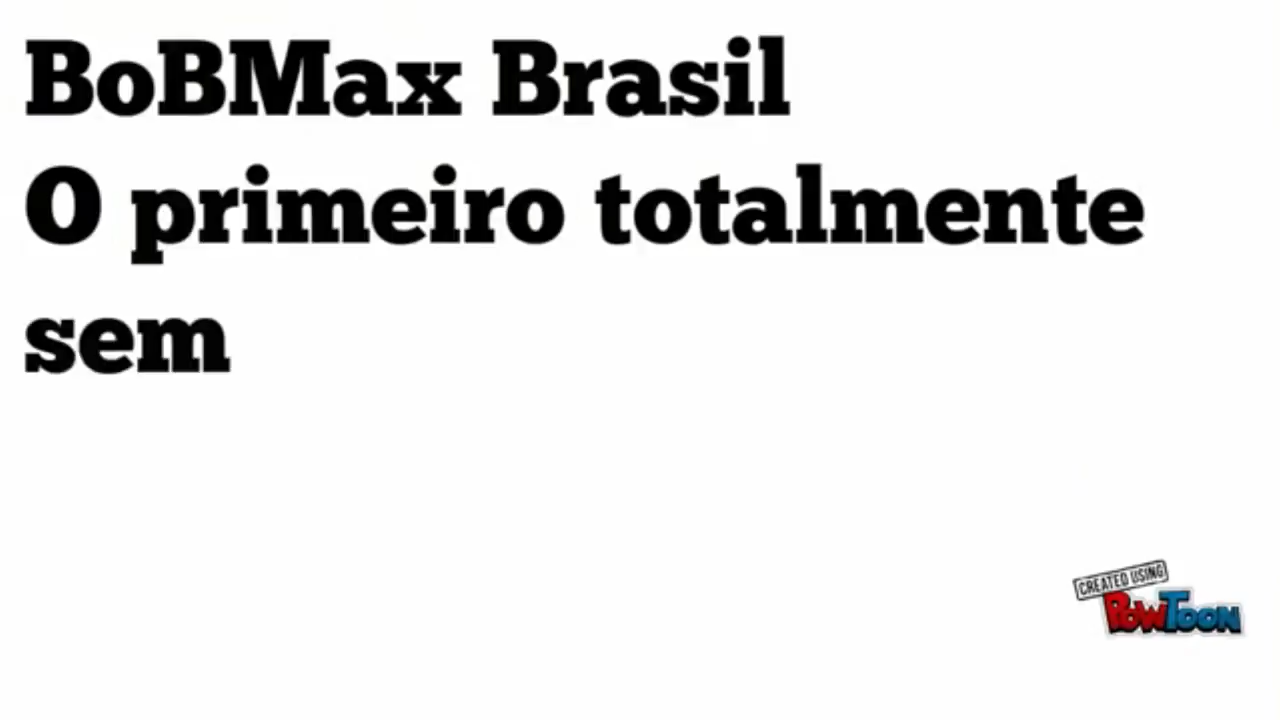 BoBMax Brasil
O primeiro totalmente
sem
CREATED USING
POWTOON